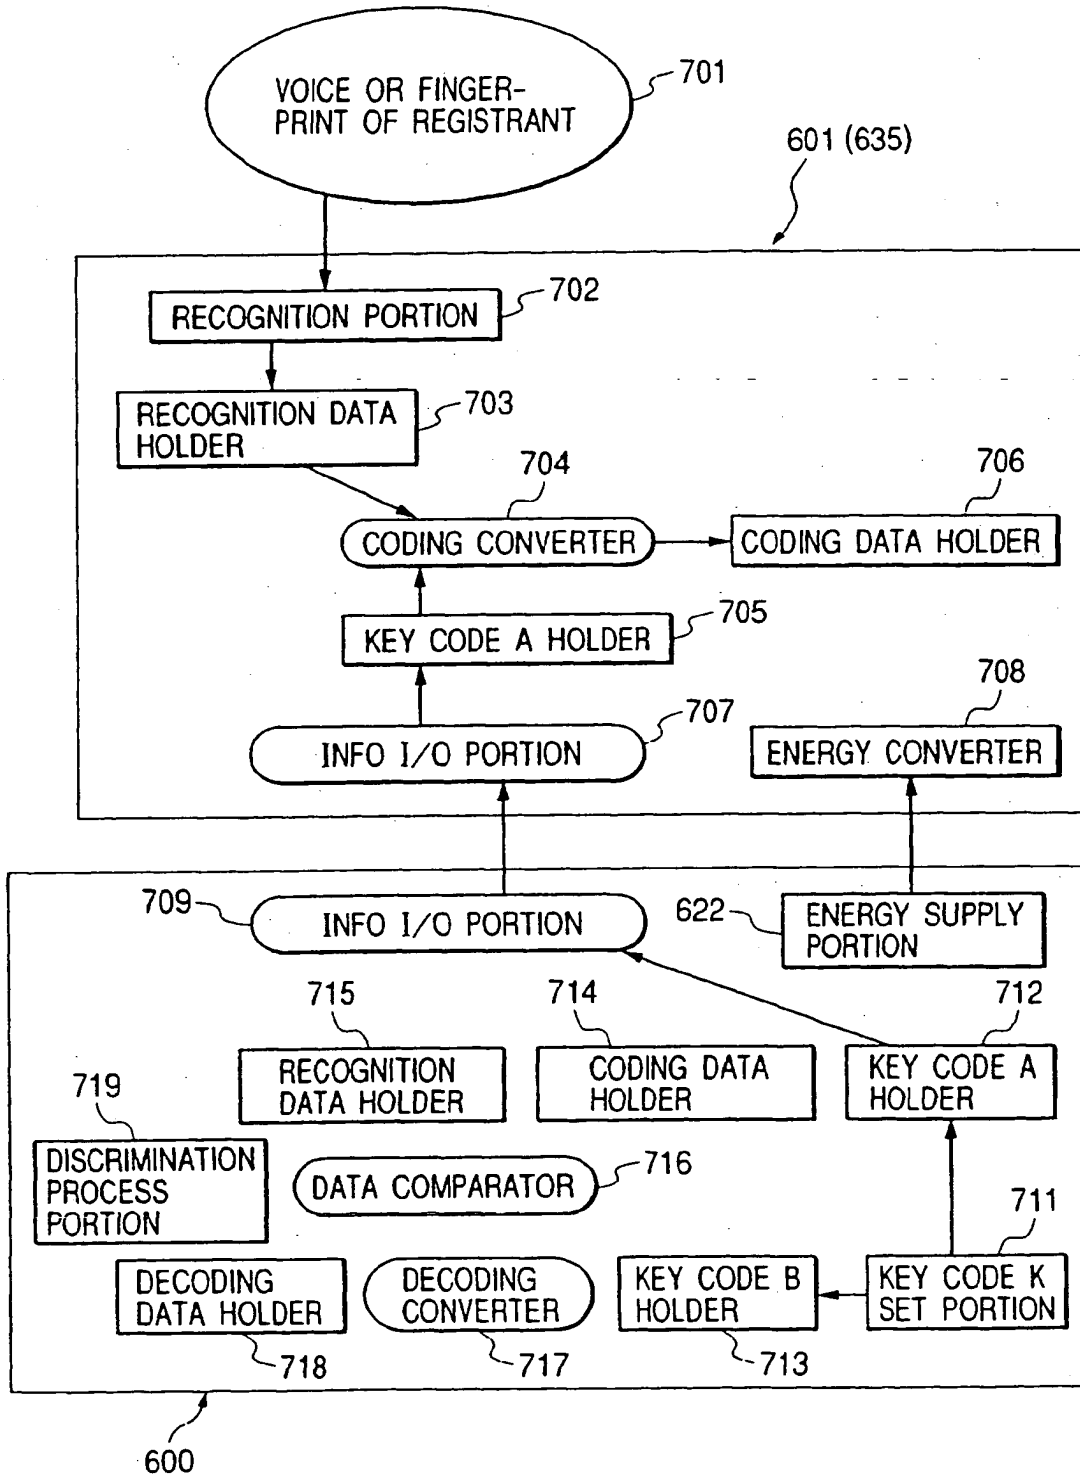 701
VOICE OR FINGER-
PRINT OF REGISTRANT
601 (635)
702
RECOGNITION PORTION
703
RECOGNITION DATA
HOLDER
704
706
CODING CONVERTER
CODING DATA HOLDER
705
KEY CODE A HOLDER
708
707
INFO I/O PORTION
ENERGY CONVERTER
709
INFO I/O PORTION
622
ENERGY SUPPLY
PORTION
715
714
712
RECOGNITION
DATA HOLDER
CODING DATA
HOLDER
KEY CODE A
HOLDER
719
DISCRIMINATION
PROCESS
PORTION
716
DATA COMPARATOR
711
DECODING
DATA HOLDER
DECODING
CONVERTER
KEY CODE B
HOLDER
KEY CODE K
SET PORTION
718
717
713
600